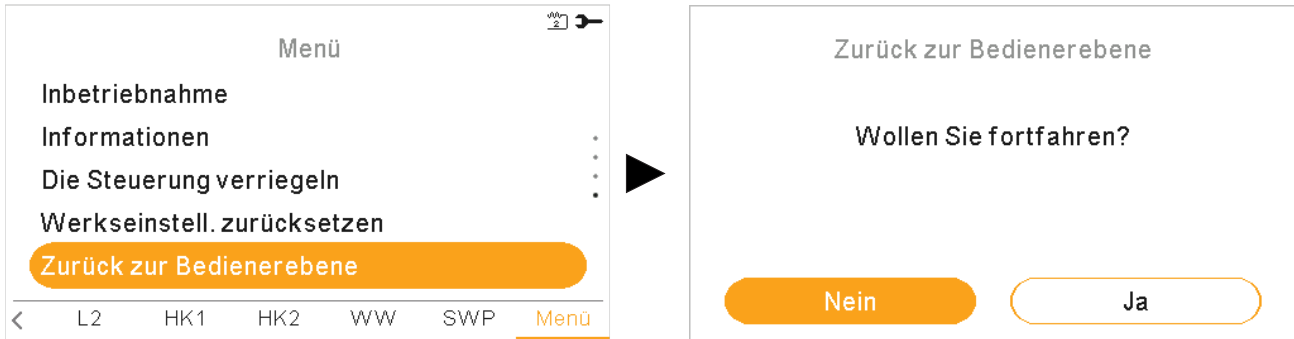 2
Menü
Inbetriebnahme
Informationen
Die Steuerung verriegeln
Werkseinstell. zurücksetzen
Zurück zur Bedienerebene
< L2 HK1 HK2 WW SWP Menü
Zurück zur Bedienerebene
Wollen Sie fortfahren?
Nein Ja